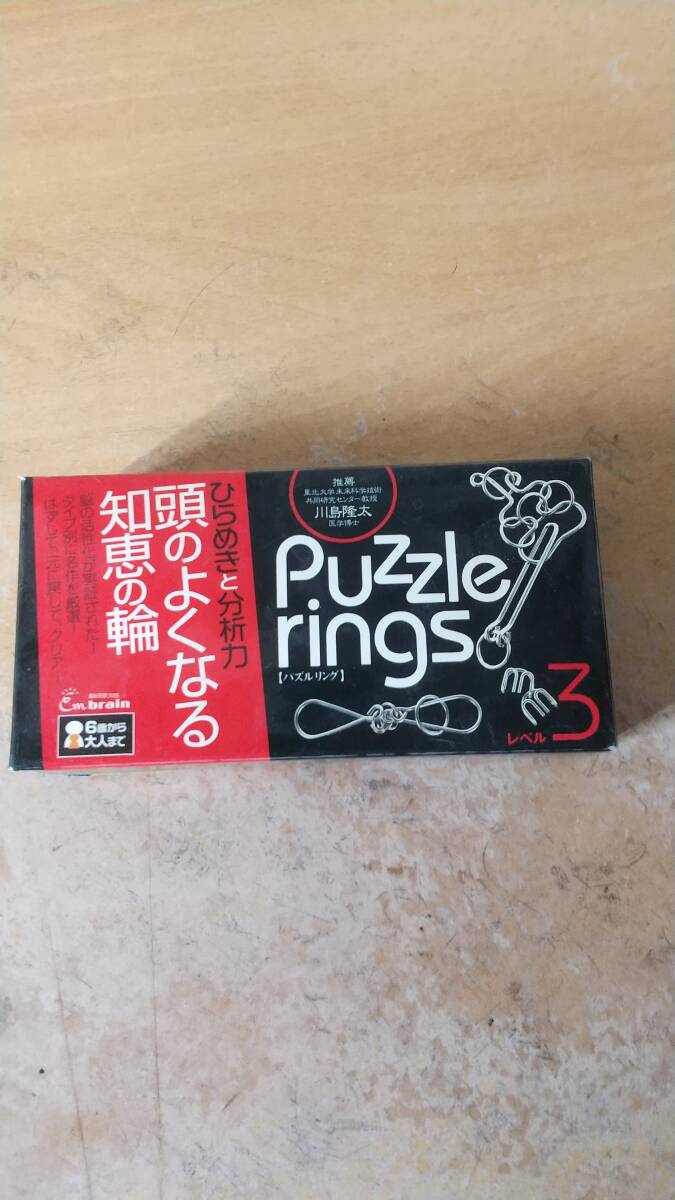 ひらめきと分析力
頭のよくなる
知恵の輪
脳の活性化が実証された!
タイプ別に名作を厳選!
はずして、元に戻して、クリアー!
brain
6歳から
大人まで
推薦
東北大学 未来科学技術
共同研究センター教授
川島隆太
医学博士
Puzzle
rings
【パズルリング】
レベル 3